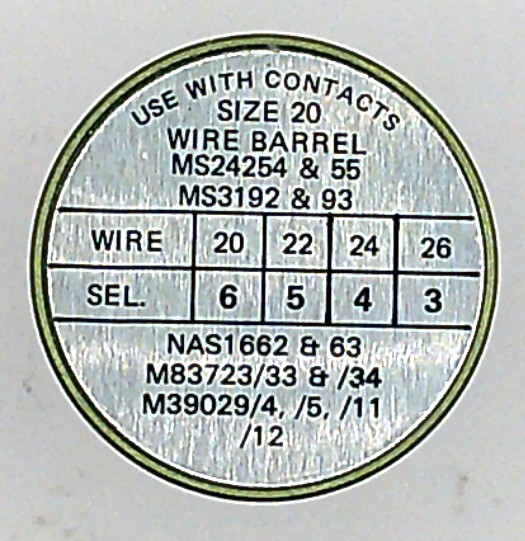 USE WITH CONTACTS
SIZE 20
WIRE BARREL
MS24254 & 55
MS3192 & 93
WIRE 20 22 24 26
SEL. 6 5 4 3
NAS1662 & 63
M83723/33 & /34
M39029/4, /5, /11
/12